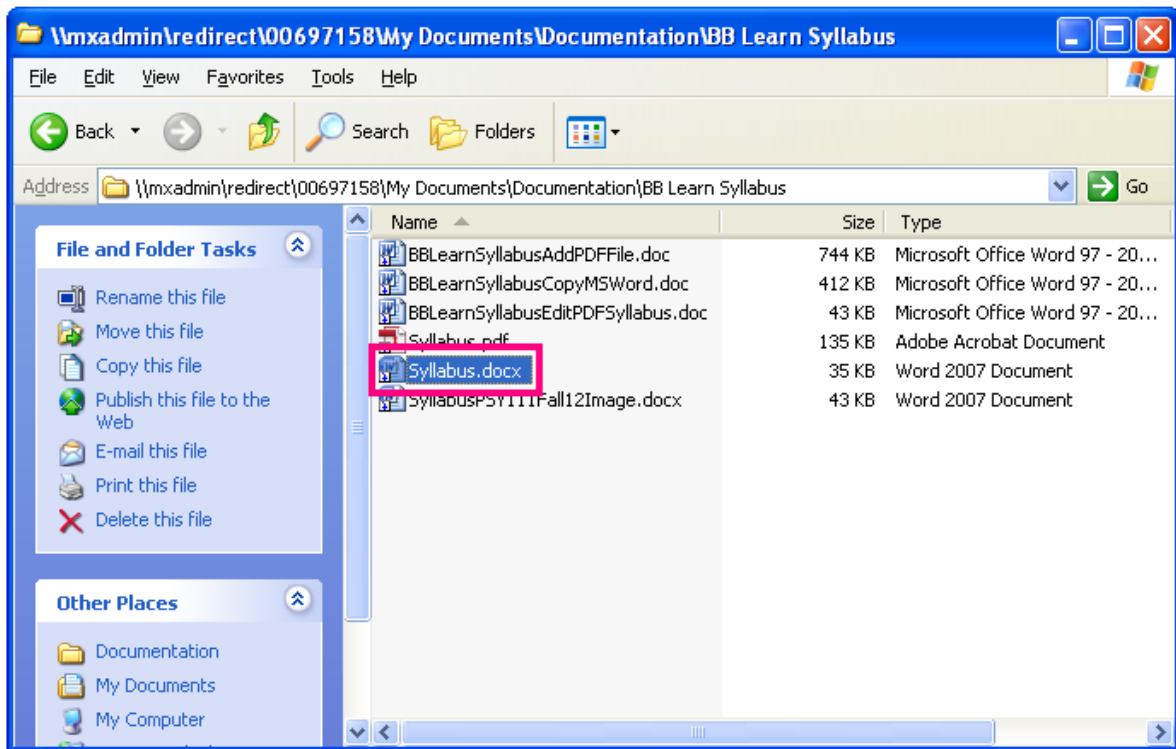 \\mxadmin\redirect\00697158\My Documents\Documentation\BB Learn Syllabus
File Edit View Favorites Tools Help
Back Search Folders
Address \\mxadmin\redirect\00697158\My Documents\Documentation\BB Learn Syllabus Go
Name Size Type
File and Folder Tasks
Rename this file
Move this file
Copy this file
Publish this file to the
Web
E-mail this file
Print this file
Delete this file
Other Places
Documentation
My Documents
My Computer
BBLearnSyllabusAddPDFFile.doc 744 KB Microsoft Office Word 97 - 20...
BBLearnSyllabusCopyMSWord.doc 412 KB Microsoft Office Word 97 - 20...
BBLearnSyllabusEditPDFSyllabus.doc 43 KB Microsoft Office Word 97 - 20...
Syllabus.pdf 135 KB Adobe Acrobat Document
Syllabus.docx 35 KB Word 2007 Document
SyllabusPSY111Fall12Image.docx 43 KB Word 2007 Document